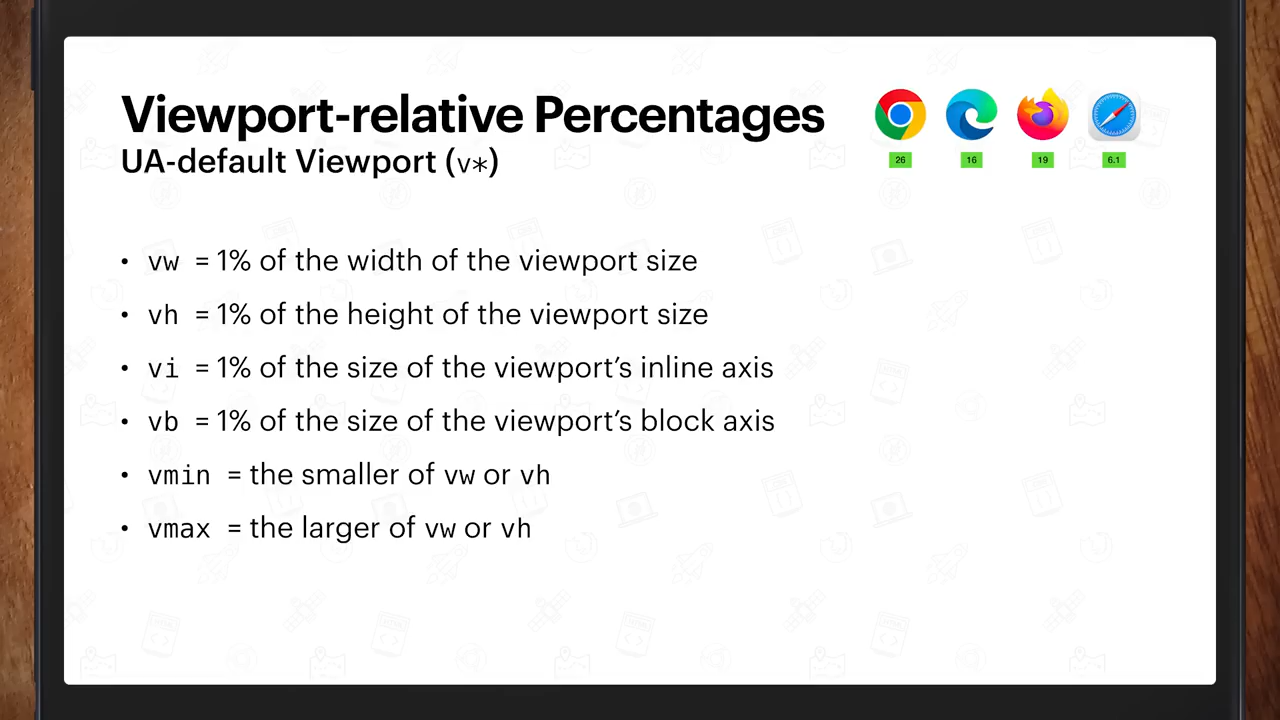 Viewport-relative Percentages
UA-default Viewport (v*)
26 16 19 6.1
• vw = 1% of the width of the viewport size
• vh = 1% of the height of the viewport size
• vi = 1% of the size of the viewport’s inline axis
• vb = 1% of the size of the viewport’s block axis
• vmin = the smaller of vw or vh
• vmax = the larger of vw or vh